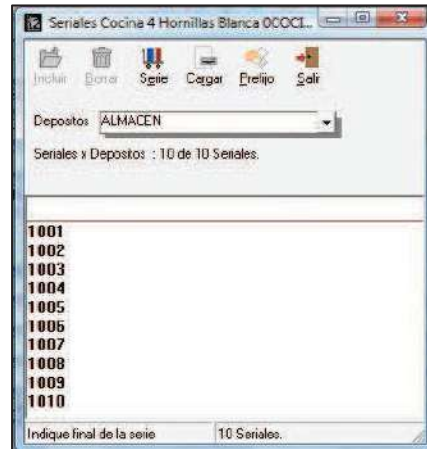 Seriales Cocina 4 Hornillas Blanca 0COCI...
Incluir Borrar Serie Cargar Prefijo Salir
Depositos ALMACEN
Seriales x Depositos : 10 de 10 Seriales.
1001
1002
1003
1004
1005
1006
1007
1008
1009
1010
Indique final de la serie 10 Seriales.